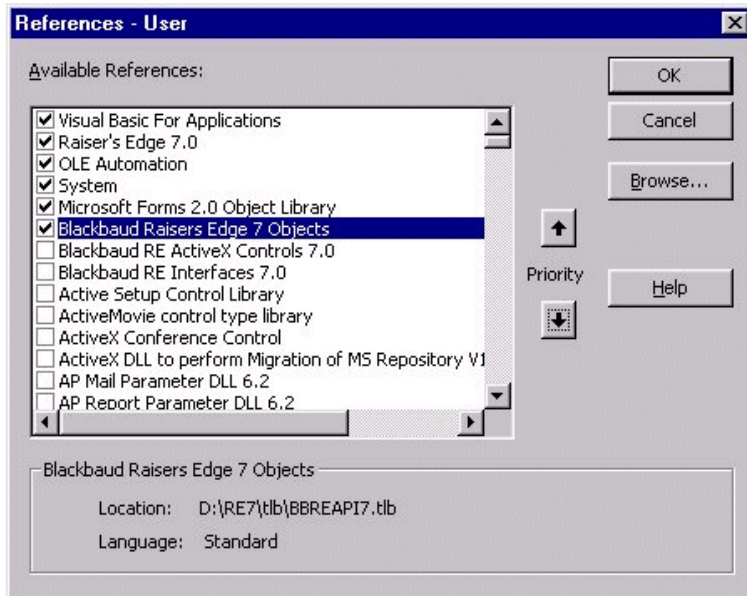 References - User
Available References:
Visual Basic For Applications
Raiser's Edge 7.0
OLE Automation
System
Microsoft Forms 2.0 Object Library
Blackbaud Raisers Edge 7 Objects
Blackbaud RE ActiveX Controls 7.0
Blackbaud RE Interfaces 7.0
Active Setup Control Library
ActiveMovie control type library
ActiveX Conference Control
ActiveX DLL to perform Migration of MS Repository V1
AP Mail Parameter DLL 6.2
AP Report Parameter DLL 6.2
Priority
OK
Cancel
Browse...
Help
Blackbaud Raisers Edge 7 Objects
Location: D:\RE7\tlb\BBREAPI7.tlb
Language: Standard